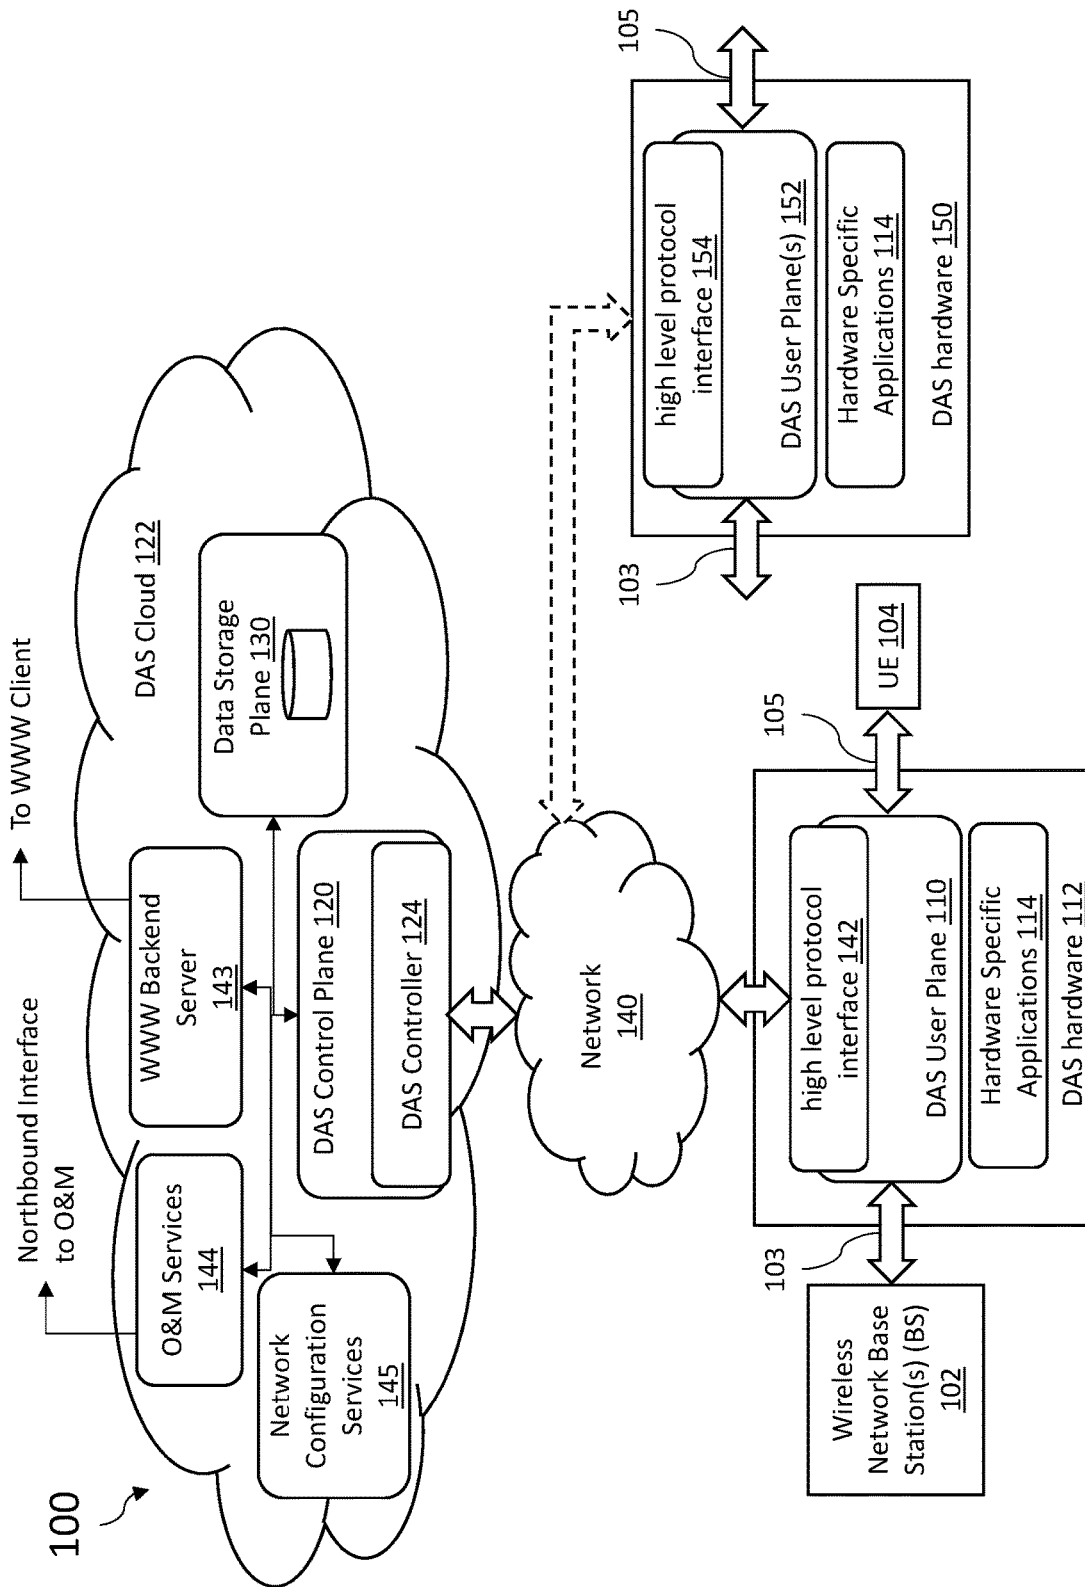 100
Northbound Interface
to O&M
To WWW Client
O&M Services
144
WWW Backend
Server
143
DAS Cloud 122
Network
Configuration
Services
145
DAS Control Plane 120
DAS Controller 124
Data Storage
Plane 130
Network
140
Wireless
Network Base
Station(s) (BS)
102
103
high level protocol
interface 142
DAS User Plane 110
Hardware Specific
Applications 114
DAS hardware 112
105
UE 104
103
high level protocol
interface 154
DAS User Plane(s) 152
Hardware Specific
Applications 114
DAS hardware 150
105